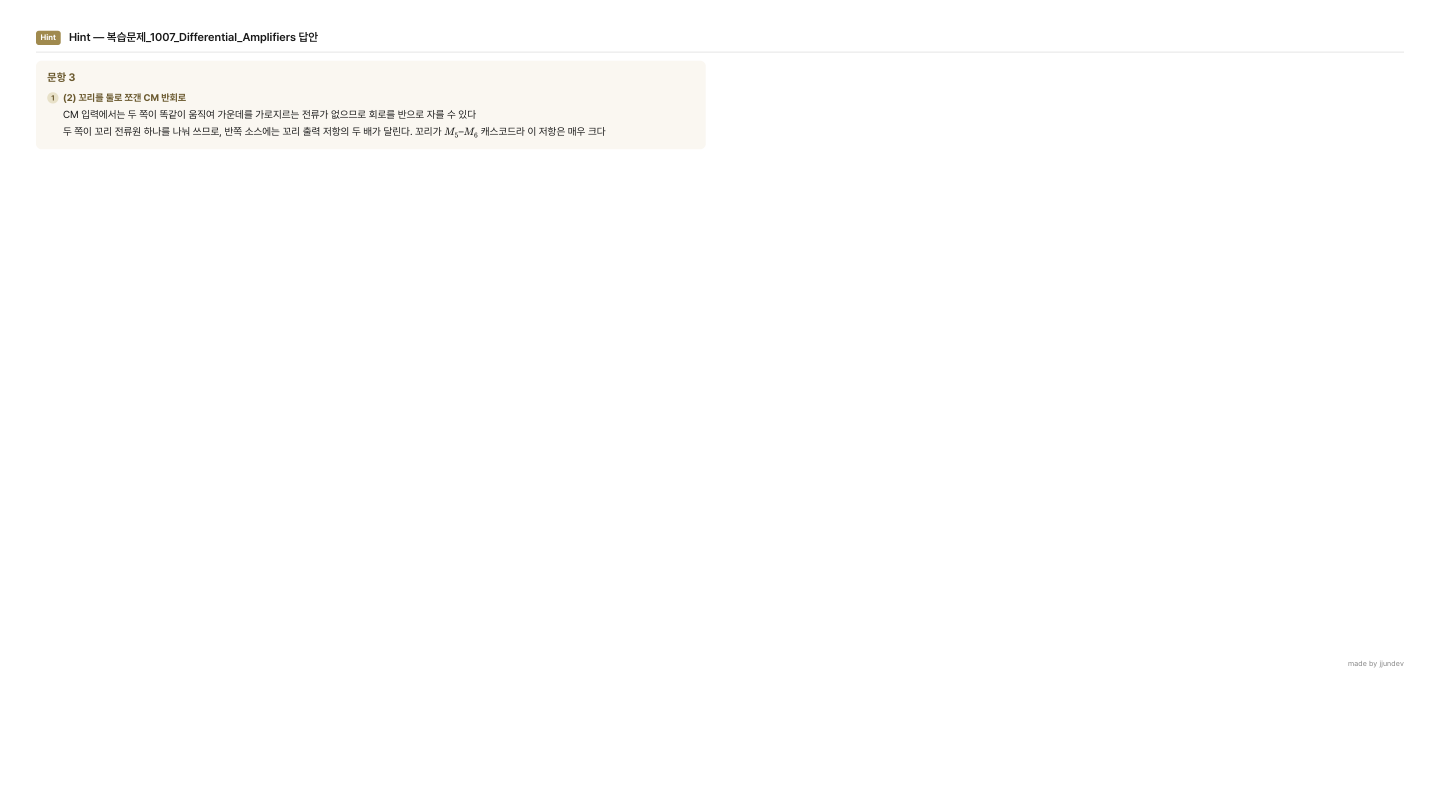 Hint Hint — 복습문제_1007_Differential_Amplifiers 답안
문항 3
1 (2) 꼬리를 둘로 쪼갠 CM 반회로
CM 입력에서는 두 쪽이 똑같이 움직여 가운데를 가로지르는 전류가 없으므로 회로를 반으로 자를 수 있다
두 쪽이 꼬리 전류원 하나를 나눠 쓰므로, 반쪽 소스에는 꼬리 출력 저항의 두 배가 달린다. 꼬리가 M₅–M₆ 캐스코드라 이 저항은 매우 크다
made by jjundev